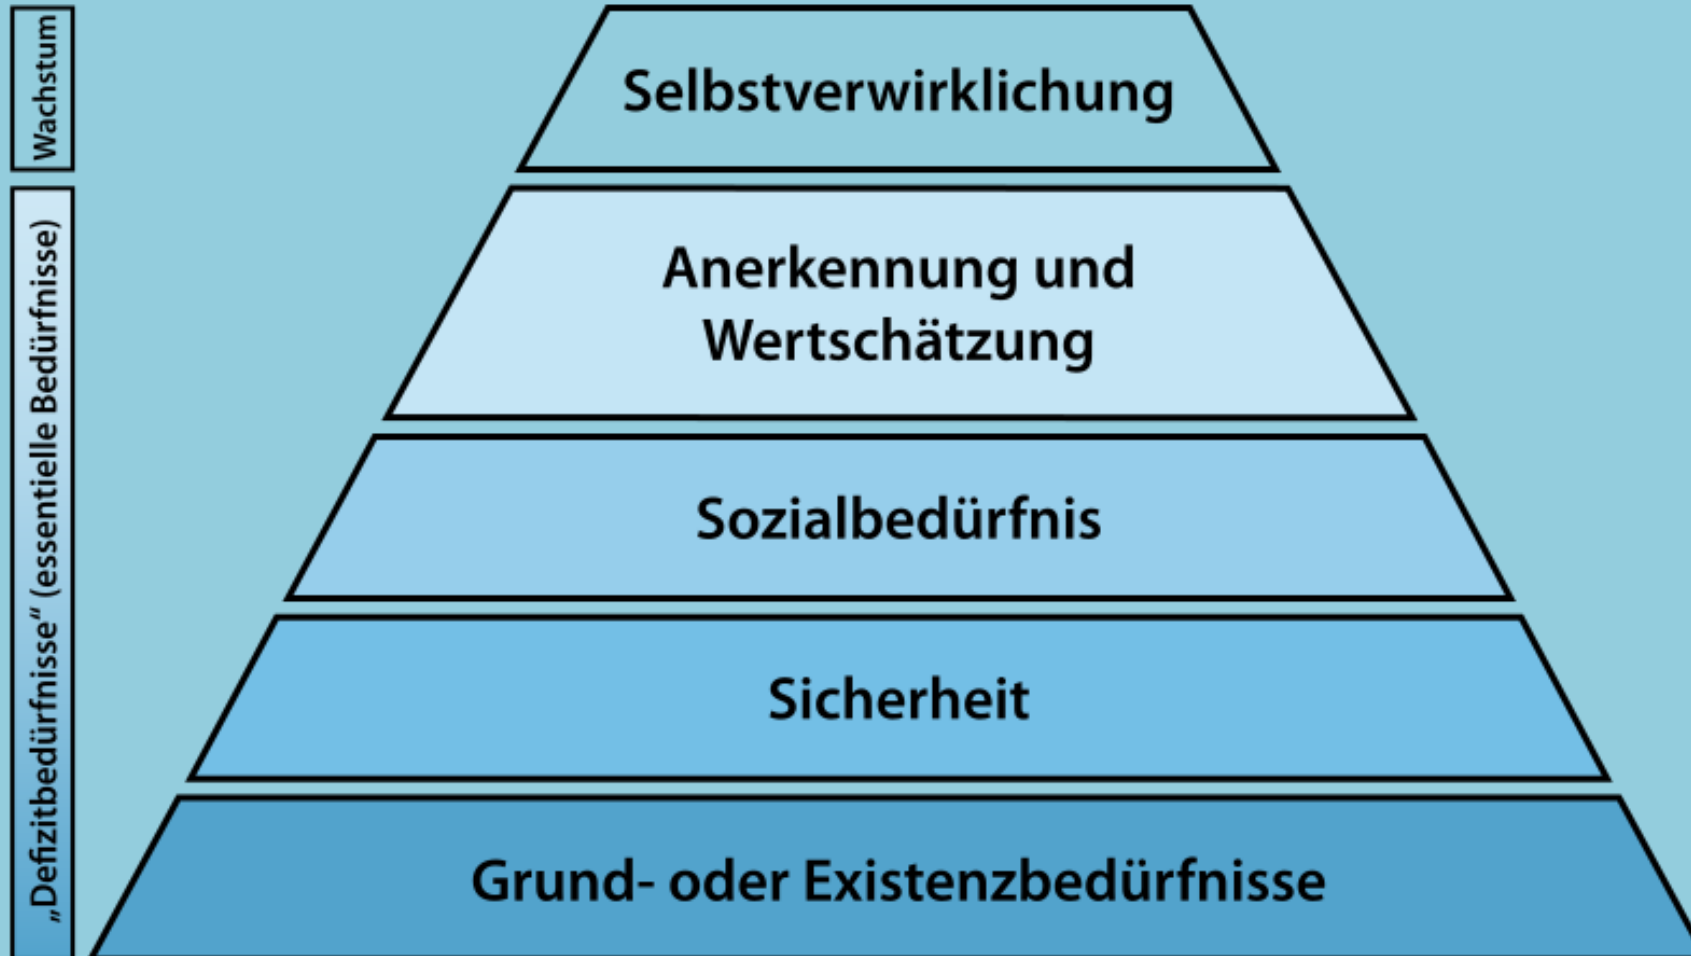 Wachstum
Selbstverwirklichung
Anerkennung und
Wertschätzung
„Defizitbedürfnisse“ (essentielle Bedürfnisse)
Sozialbedürfnis
Sicherheit
Grund- oder Existenzbedürfnisse